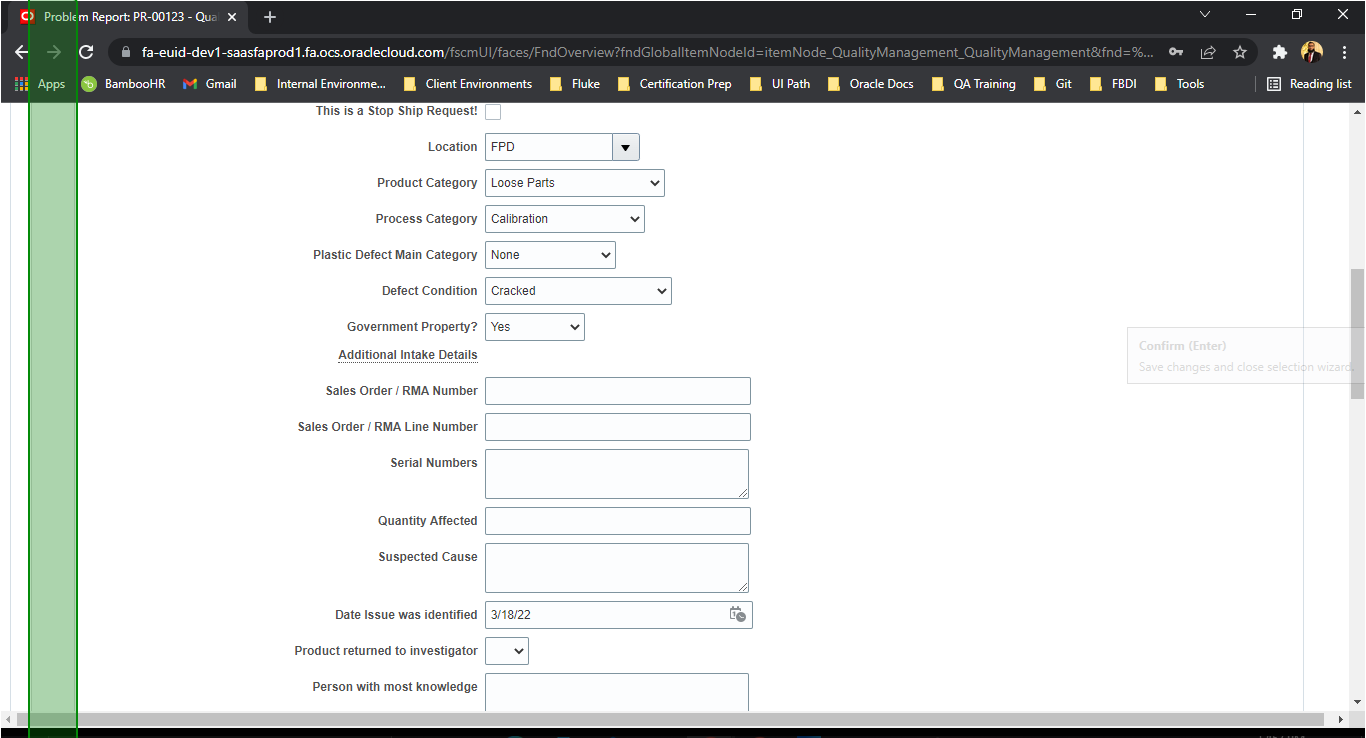 Problem Report: PR-00123 - Qua
fa-euid-dev1-saasfaprod1.fa.ocs.oraclecloud.com/fscmUI/faces/FndOverview?fndGlobalItemNodeId=itemNode_QualityManagement_QualityManagement&fnd=%...
Apps BambooHR Gmail Internal Environme... Client Environments Fluke Certification Prep UI Path Oracle Docs QA Training Git FBDI Tools Reading list
This is a Stop Ship Request!
Location FPD
Product Category Loose Parts
Process Category Calibration
Plastic Defect Main Category None
Defect Condition Cracked
Government Property? Yes
Confirm (Enter)
Additional Intake Details
Save changes and close selection wizard.
Sales Order / RMA Number
Sales Order / RMA Line Number
Serial Numbers
Quantity Affected
Suspected Cause
Date Issue was identified 3/18/22
Product returned to investigator
Person with most knowledge